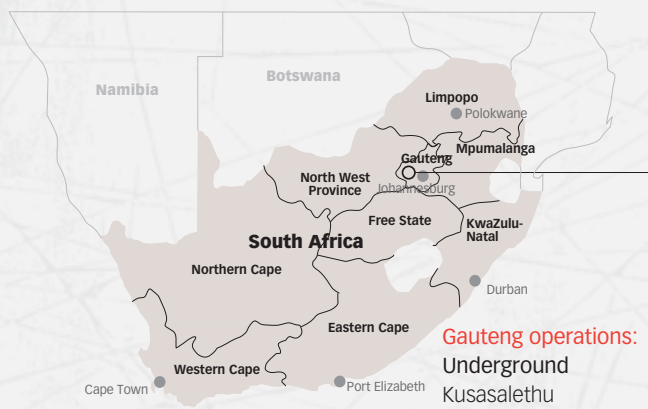 Namibia
Botswana
Limpopo
Polokwane
Mpumalanga
Gauteng
Johannesburg
North West
Province
Free State
KwaZulu-
Natal
South Africa
Northern Cape
Durban
Eastern Cape
Gauteng operations:
Underground
Western Cape
Cape Town
Port Elizabeth
Kusasalethu